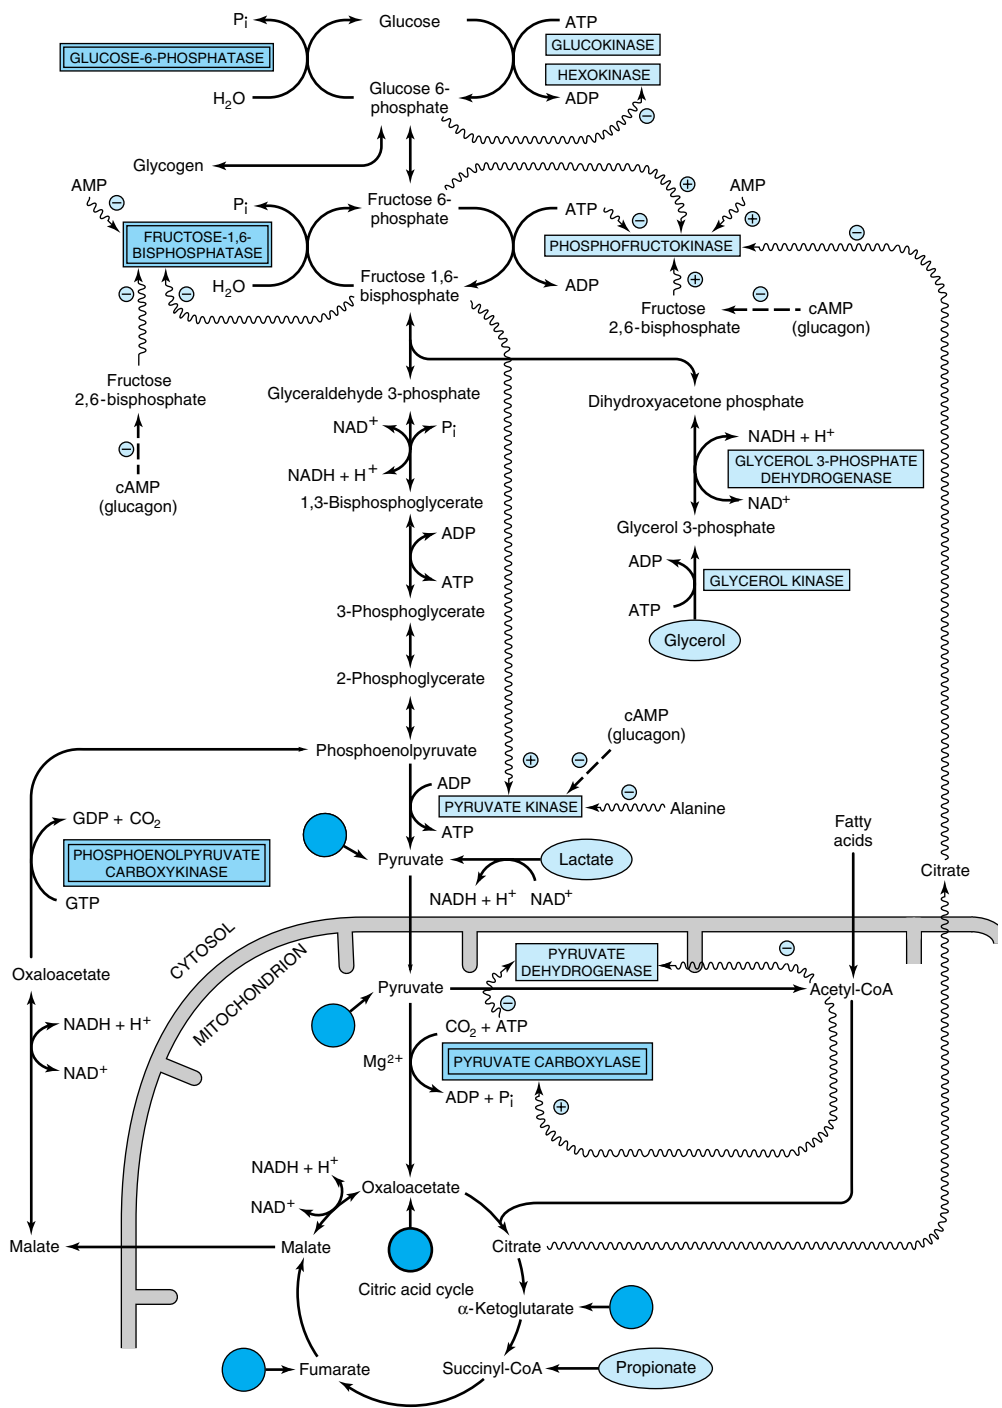 Pi
Glucose
ATP
GLUCOKINASE
GLUCOSE-6-PHOSPHATASE
HEXOKINASE
H2O
Glucose 6-
phosphate
ADP
−
Glycogen
AMP
−
Pi
Fructose 6-
phosphate
ATP
−
+
AMP
+
−
FRUCTOSE-1,6-
BISPHOSPHATASE
PHOSPHOFRUCTOKINASE
H2O
−
−
Fructose 1,6-
bisphosphate
ADP
+
Fructose
2,6-bisphosphate
−
cAMP
(glucagon)
Fructose
2,6-bisphosphate
−
cAMP
(glucagon)
Glyceraldehyde 3-phosphate
Dihydroxyacetone phosphate
NAD+
Pi
NADH + H+
NADH + H+
GLYCEROL 3-PHOSPHATE
DEHYDROGENASE
NAD+
1,3-Bisphosphoglycerate
Glycerol 3-phosphate
ADP
ATP
ADP
GLYCEROL KINASE
ATP
Glycerol
3-Phosphoglycerate
2-Phosphoglycerate
cAMP
(glucagon)
Phosphoenolpyruvate
+
−
ADP
PYRUVATE KINASE
−
Alanine
ATP
GDP + CO2
PHOSPHOENOLPYRUVATE
CARBOXYKINASE
GTP
Pyruvate
Lactate
NADH + H+
NAD+
Fatty
acids
Citrate
CYTOSOL
MITOCHONDRION
Oxaloacetate
NADH + H+
NAD+
PYRUVATE
DEHYDROGENASE
−
Pyruvate
−
Acetyl-CoA
CO2 + ATP
Mg2+
PYRUVATE CARBOXYLASE
ADP + Pi
+
NADH + H+
NAD+
Oxaloacetate
Malate
Malate
Citrate
Citric acid cycle
α-Ketoglutarate
Fumarate
Succinyl-CoA
Propionate